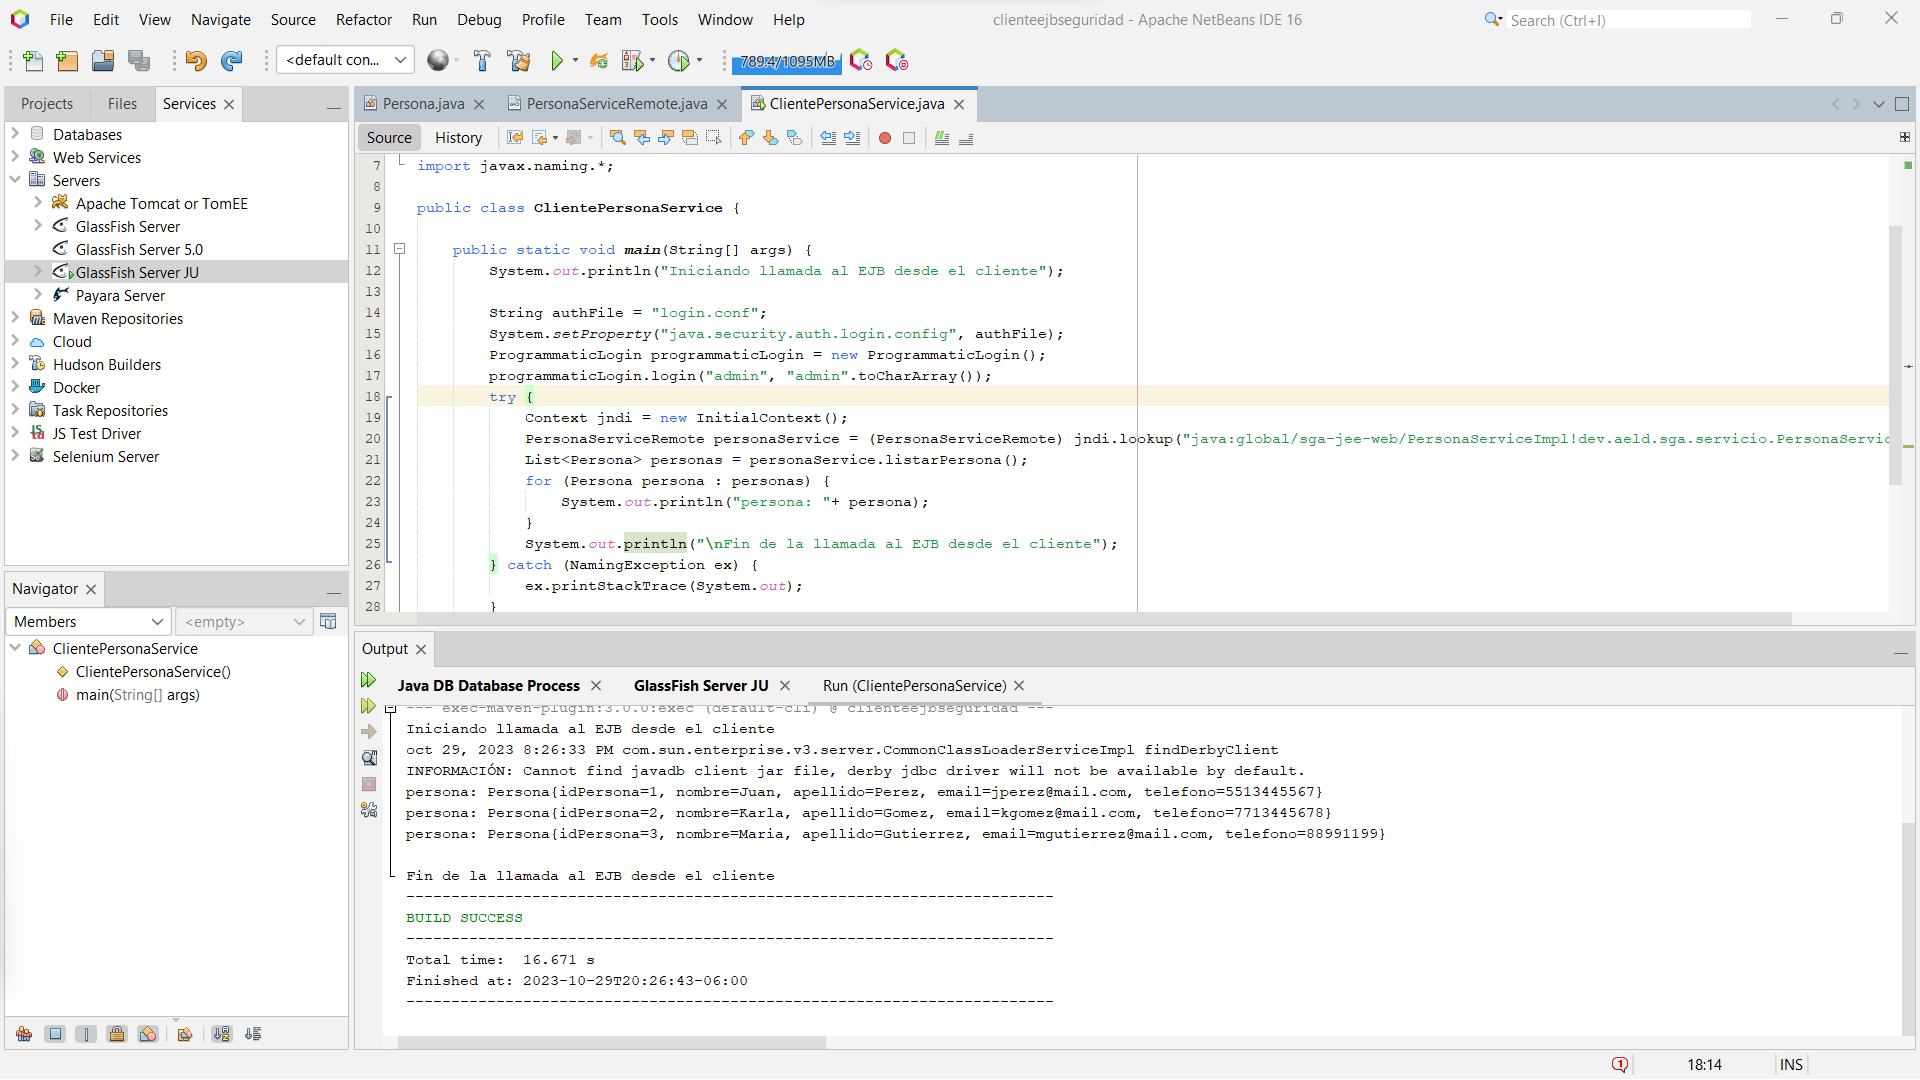 File Edit View Navigate Source Refactor Run Debug Profile Team Tools Window Help
clienteejbseguridad - Apache NetBeans IDE 16
Search (Ctrl+I)
<default con...
789.4/1095MB
Projects Files Services
Databases
Web Services
Servers
Apache Tomcat or TomEE
GlassFish Server
GlassFish Server 5.0
GlassFish Server JU
Payara Server
Maven Repositories
Cloud
Hudson Builders
Docker
Task Repositories
JS Test Driver
Selenium Server
Navigator
Members <empty>
ClientePersonaService
ClientePersonaService()
main(String[] args)
Persona.java PersonaServiceRemote.java ClientePersonaService.java
Source History
7 import javax.naming.*;
8
9 public class ClientePersonaService {
10
11 public static void main(String[] args) {
12 System.out.println("Iniciando llamada al EJB desde el cliente");
13
14 String authFile = "login.conf";
15 System.setProperty("java.security.auth.login.config", authFile);
16 ProgrammaticLogin programmaticLogin = new ProgrammaticLogin();
17 programmaticLogin.login("admin", "admin".toCharArray());
18 try {
19 Context jndi = new InitialContext();
20 PersonaServiceRemote personaService = (PersonaServiceRemote) jndi.lookup("java:global/sga-jee-web/PersonaServiceImpl!dev.aeld.sga.servicio.PersonaServic
21 List<Persona> personas = personaService.listarPersona();
22 for (Persona persona : personas) {
23 System.out.println("persona: "+ persona);
24 }
25 System.out.println("\nFin de la llamada al EJB desde el cliente");
26 } catch (NamingException ex) {
27 ex.printStackTrace(System.out);
28 }
Output
Java DB Database Process GlassFish Server JU Run (ClientePersonaService)
--- exec-maven-plugin:3.0.0:exec (default-cli) @ clienteejbseguridad ---
Iniciando llamada al EJB desde el cliente
oct 29, 2023 8:26:33 PM com.sun.enterprise.v3.server.CommonClassLoaderServiceImpl findDerbyClient
INFORMACIÓN: Cannot find javadb client jar file, derby jdbc driver will not be available by default.
persona: Persona{idPersona=1, nombre=Juan, apellido=Perez, email=jperez@mail.com, telefono=5513445567}
persona: Persona{idPersona=2, nombre=Karla, apellido=Gomez, email=kgomez@mail.com, telefono=7713445678}
persona: Persona{idPersona=3, nombre=Maria, apellido=Gutierrez, email=mgutierrez@mail.com, telefono=88991199}
Fin de la llamada al EJB desde el cliente
------------------------------------------------------------------------
BUILD SUCCESS
------------------------------------------------------------------------
Total time: 16.671 s
Finished at: 2023-10-29T20:26:43-06:00
------------------------------------------------------------------------
1 18:14 INS